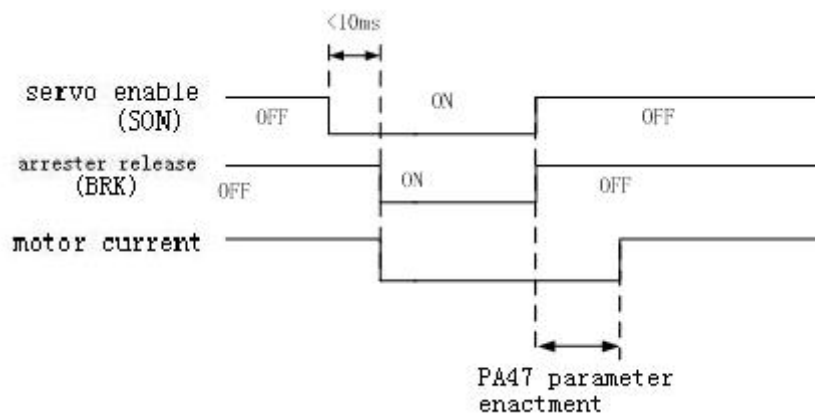 <10ms
servo enable
(SON)
OFF
ON
OFF
arrester release
(BRK)
OFF
ON
OFF
motor current
PA47 parameter
enactment